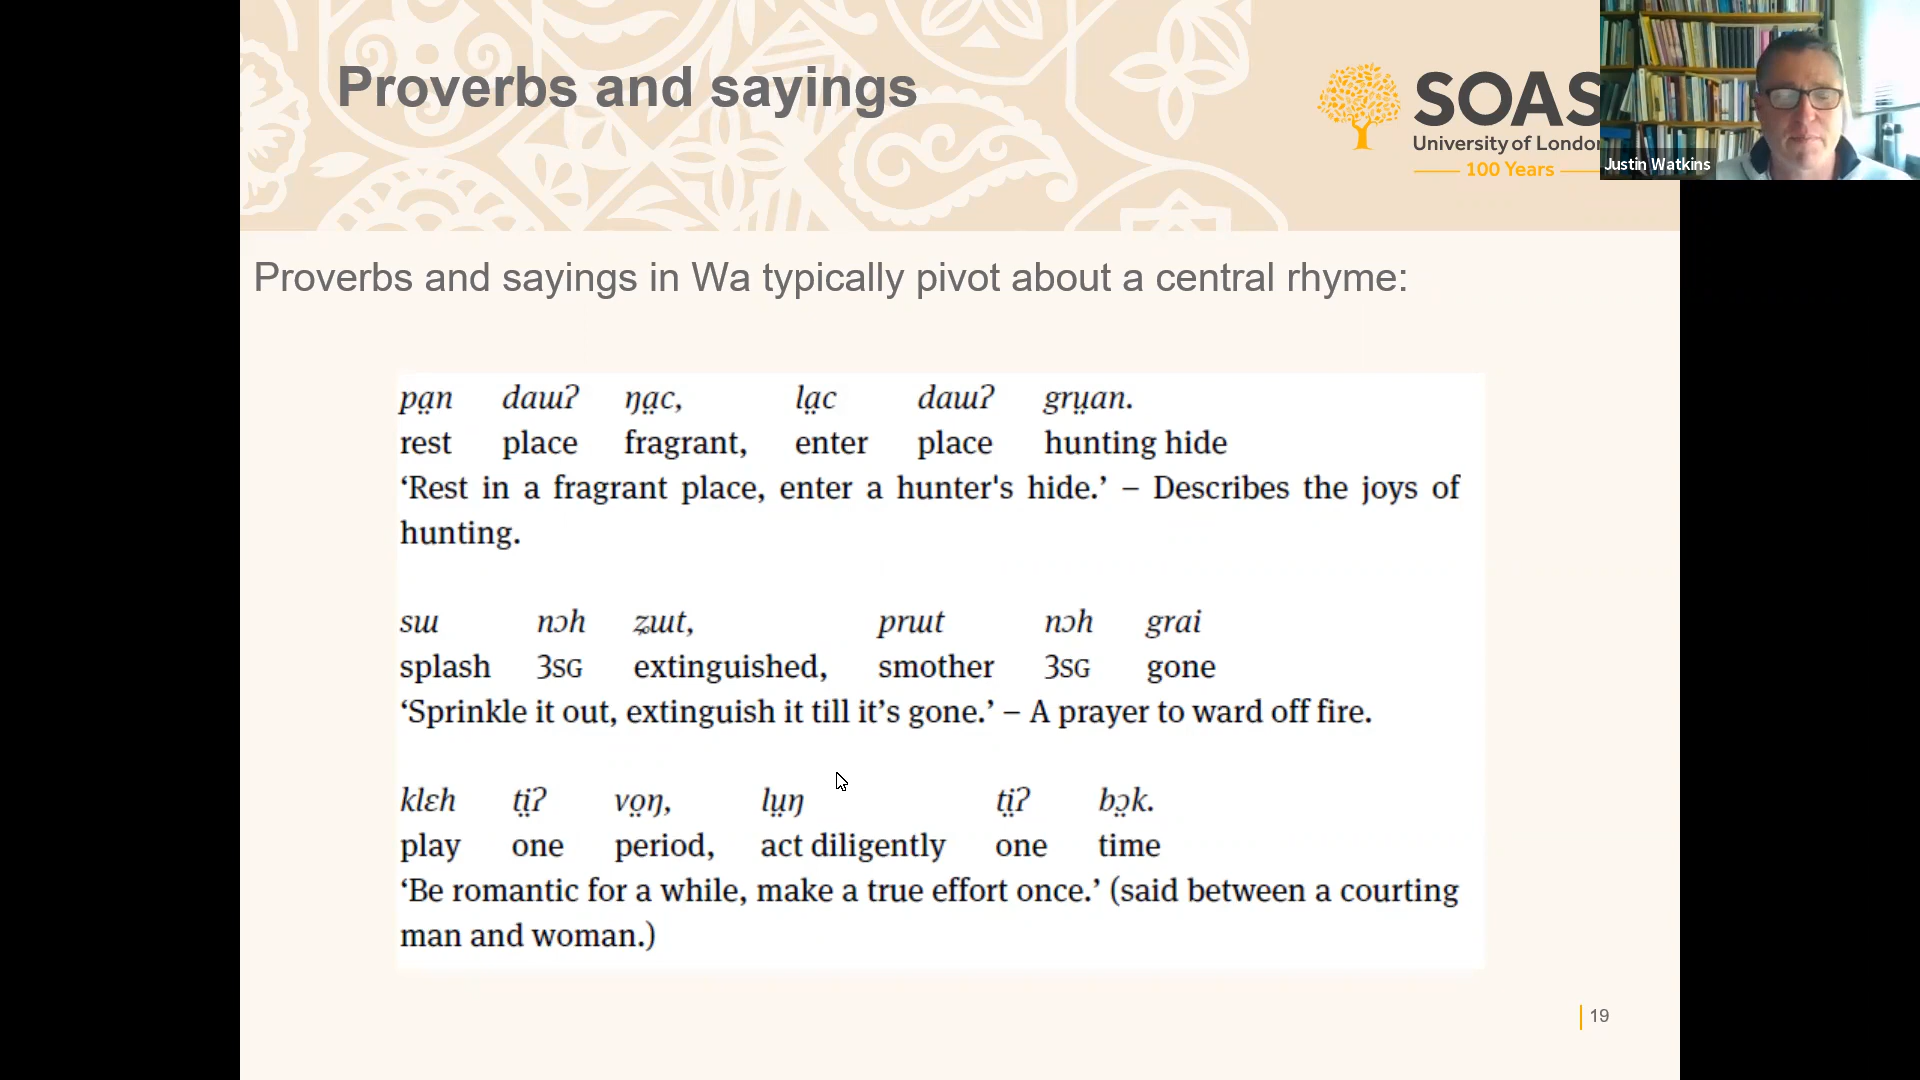 Proverbs and sayings
SOAS
University of London
100 Years
Justin Watkins
Proverbs and sayings in Wa typically pivot about a central rhyme:
pa̤n dauɯʔ ŋa̤c, la̤c dauɯʔ grṳan.
rest place fragrant, enter place hunting hide
‘Rest in a fragrant place, enter a hunter's hide.’ – Describes the joys of
hunting.
sɯ nɔh ʑɯt, prɯt nɔh grai
splash 3SG extinguished, smother 3SG gone
‘Sprinkle it out, extinguish it till it’s gone.’ – A prayer to ward off fire.
klɛh ti̤ʔ vo̤ŋ, lṳŋ ti̤ʔ bɔ̤k.
play one period, act diligently one time
‘Be romantic for a while, make a true effort once.’ (said between a courting
man and woman.)
19